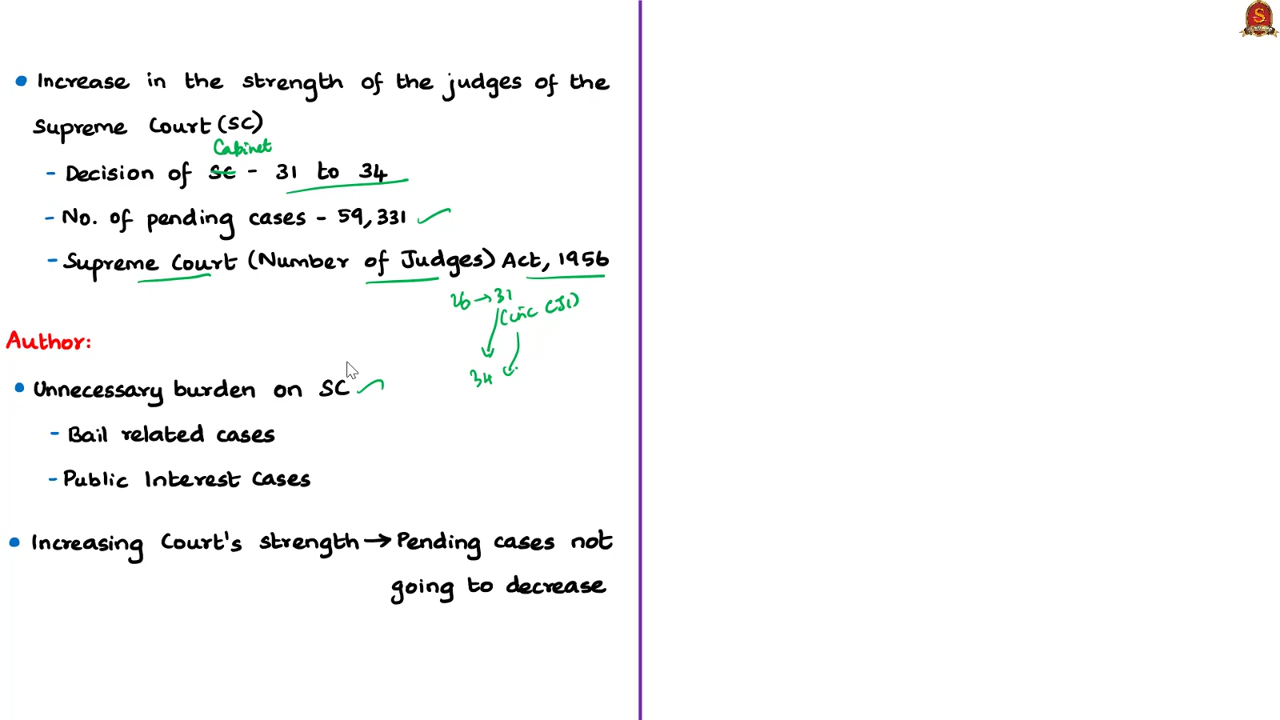 • Increase in the strength of the judges of the
Supreme Court (SC)
Cabinet
- Decision of SC - 31 to 34
- No. of pending cases - 59,331
- Supreme Court (Number of Judges) Act, 1956
26 → 31
(inc CJI)
34
Author:
• Unnecessary burden on SC
- Bail related cases
- Public Interest Cases
• Increasing Court's strength → Pending cases not
going to decrease
S